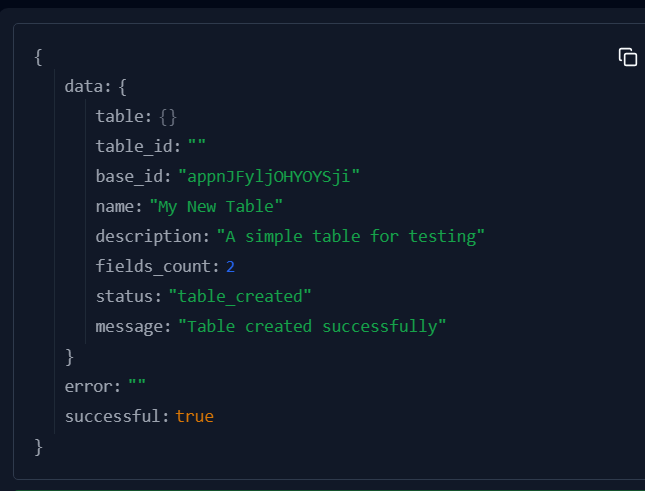 {
data: {
table: {}
table_id: ""
base_id: "appnJFyljOHYOYSji"
name: "My New Table"
description: "A simple table for testing"
fields_count: 2
status: "table_created"
message: "Table created successfully"
}
error: ""
successful: true
}